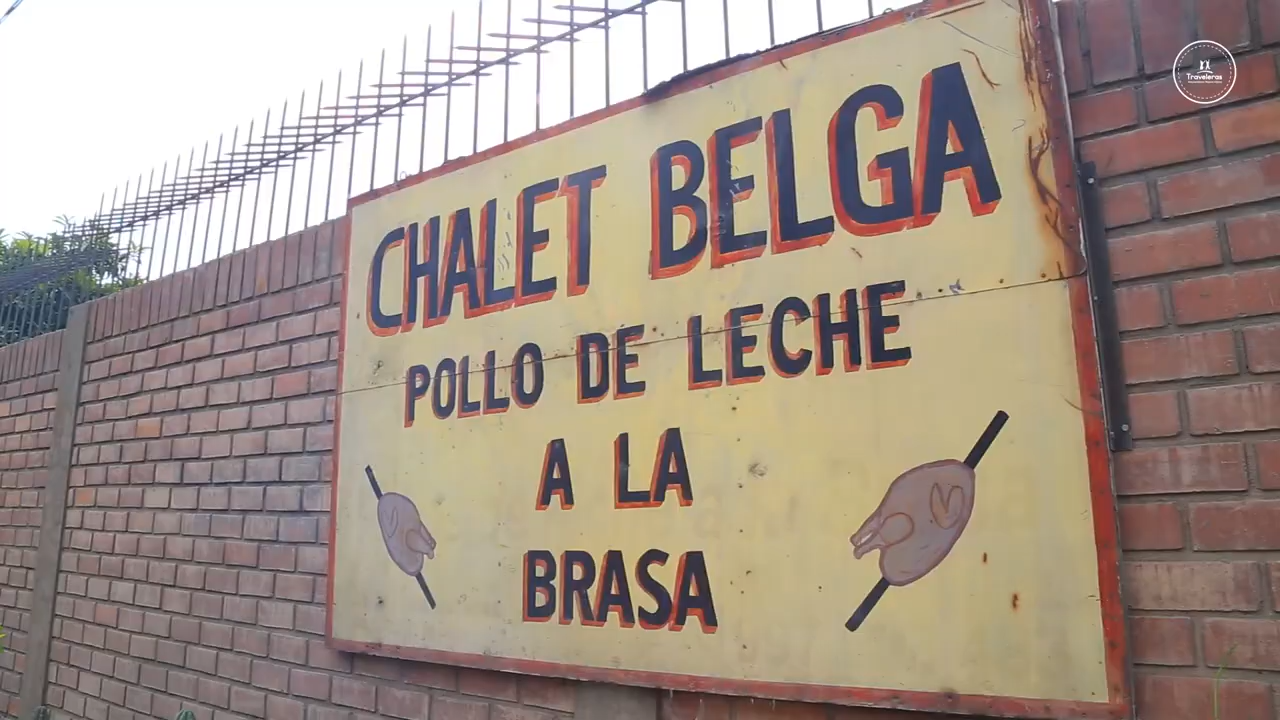 CHALET BELGA
POLLO DE LECHE
A LA
BRASA
Traveleras